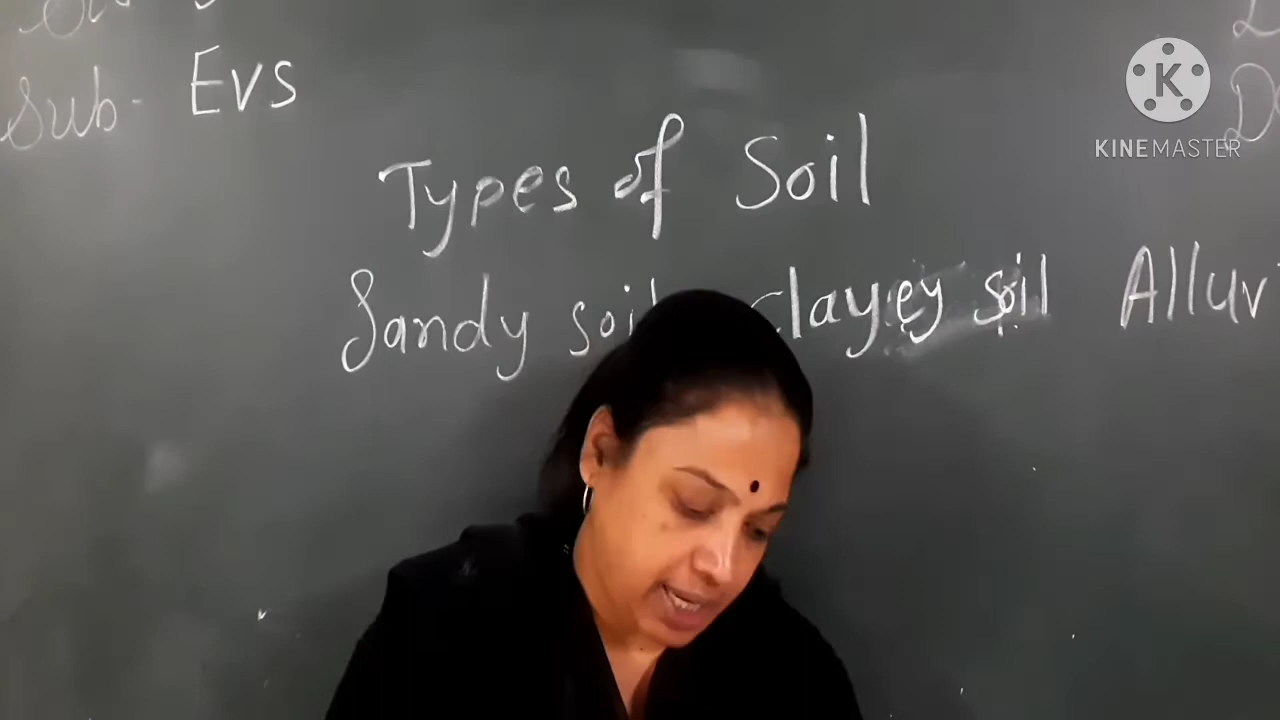 Sub- Evs
KINEMASTER
Types of Soil
Sandy soil clayey soil Alluv